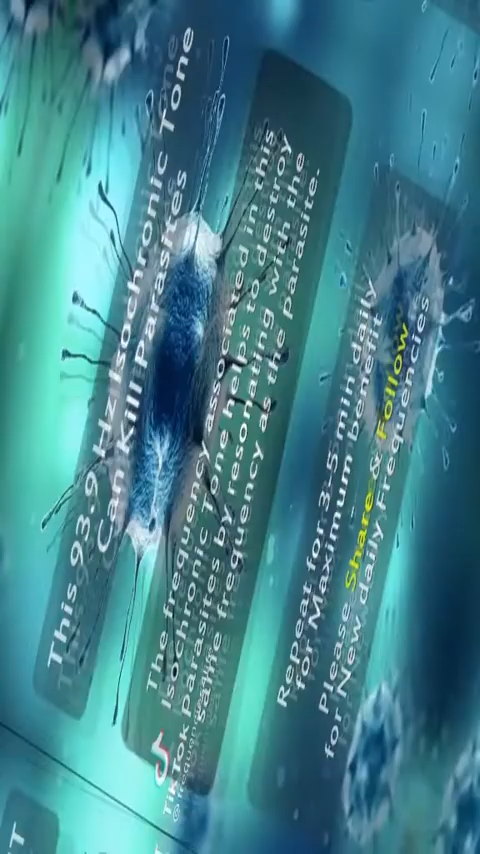 This 93.9 Hz Isochronic Tone
Can Kill Parasites
The frequency associated in this
Isochronic Tone helps to destroy
Parasites by resonating with the
same frequency as the parasite.
Repeat for 3-5 min daily
for Maximum benefit
Please Share & Follow
for New daily Frequencies
TikTok